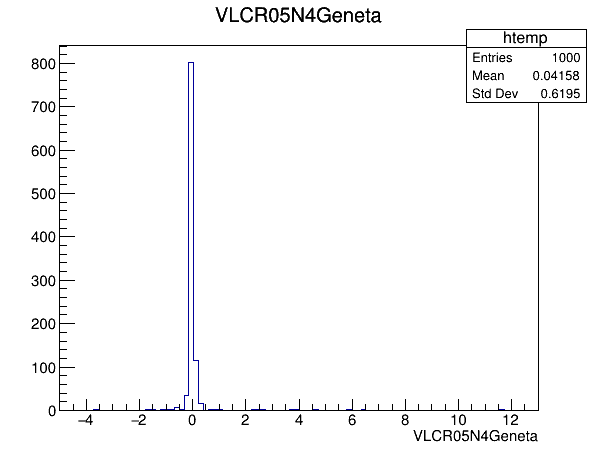 VLCR05N4Geneta
htemp
Entries 1000
Mean 0.04158
Std Dev 0.6195
800
700
600
500
400
300
200
100
0
−4 −2 0 2 4 6 8 10 12
VLCR05N4Geneta